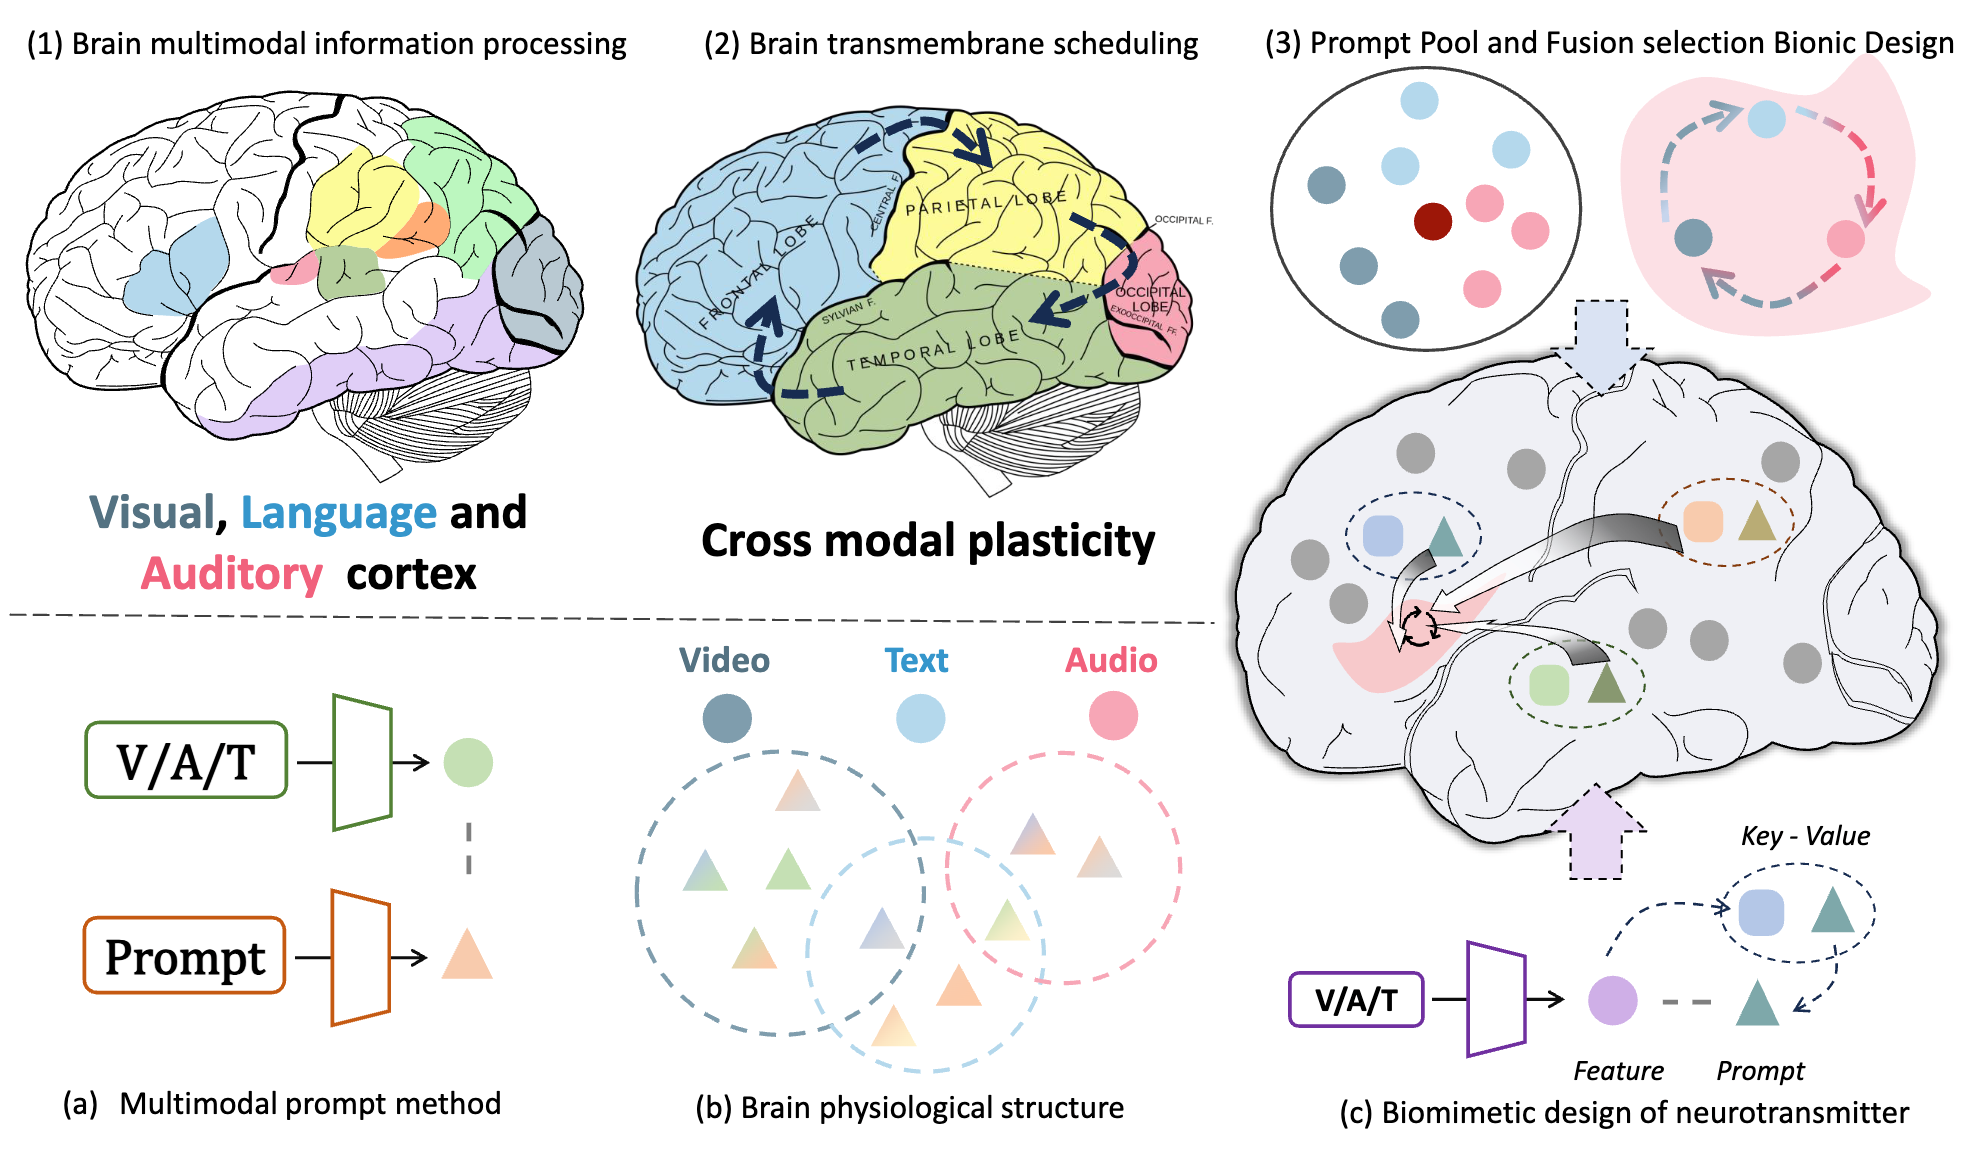 (1) Brain multimodal information processing
(2) Brain transmembrane scheduling
(3) Prompt Pool and Fusion selection Bionic Design
FRONTAL LOBE
CENTRAL F.
PARIETAL LOBE
OCCIPITAL F.
OCCIPITAL
LOBE
EXOOCCIPITAL FF.
SYLVIAN F.
TEMPORAL LOBE
Visual, Language and
Auditory cortex
Cross modal plasticity
V/A/T
Prompt
(a) Multimodal prompt method
Video
Text
Audio
(b) Brain physiological structure
Key - Value
V/A/T
Feature
Prompt
(c) Biomimetic design of neurotransmitter